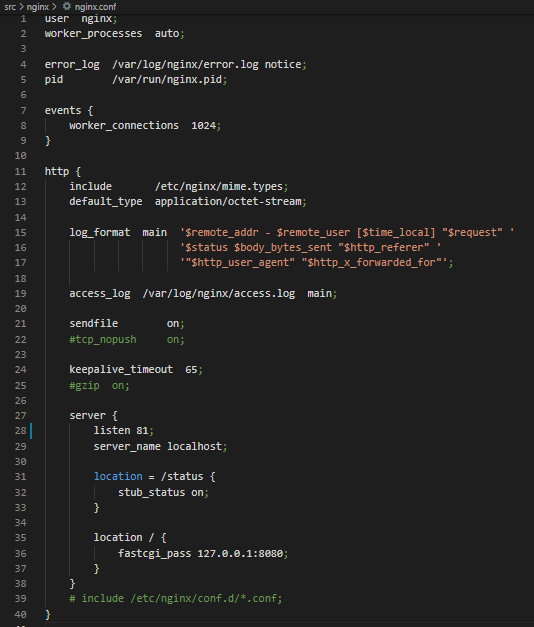 src > nginx > nginx.conf
1 user  nginx;
2 worker_processes  auto;
3
4 error_log  /var/log/nginx/error.log notice;
5 pid        /var/run/nginx.pid;
6
7 events {
8     worker_connections  1024;
9 }
10
11 http {
12     include       /etc/nginx/mime.types;
13     default_type  application/octet-stream;
14
15     log_format  main  '$remote_addr - $remote_user [$time_local] "$request" '
16                       '$status $body_bytes_sent "$http_referer" '
17                       '"$http_user_agent" "$http_x_forwarded_for"';
18
19     access_log  /var/log/nginx/access.log  main;
20
21     sendfile        on;
22     #tcp_nopush     on;
23
24     keepalive_timeout  65;
25     #gzip  on;
26
27     server {
28         listen 81;
29         server_name localhost;
30
31         location = /status {
32             stub_status on;
33         }
34
35         location / {
36             fastcgi_pass 127.0.0.1:8080;
37         }
38     }
39     # include /etc/nginx/conf.d/*.conf;
40 }